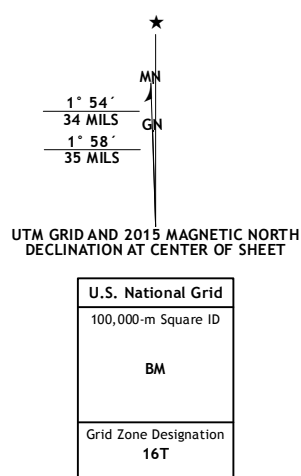 ★
MN
1° 54´
34 MILS
GN
1° 58´
35 MILS
UTM GRID AND 2015 MAGNETIC NORTH
DECLINATION AT CENTER OF SHEET
U.S. National Grid
100,000-m Square ID
BM
Grid Zone Designation
16T